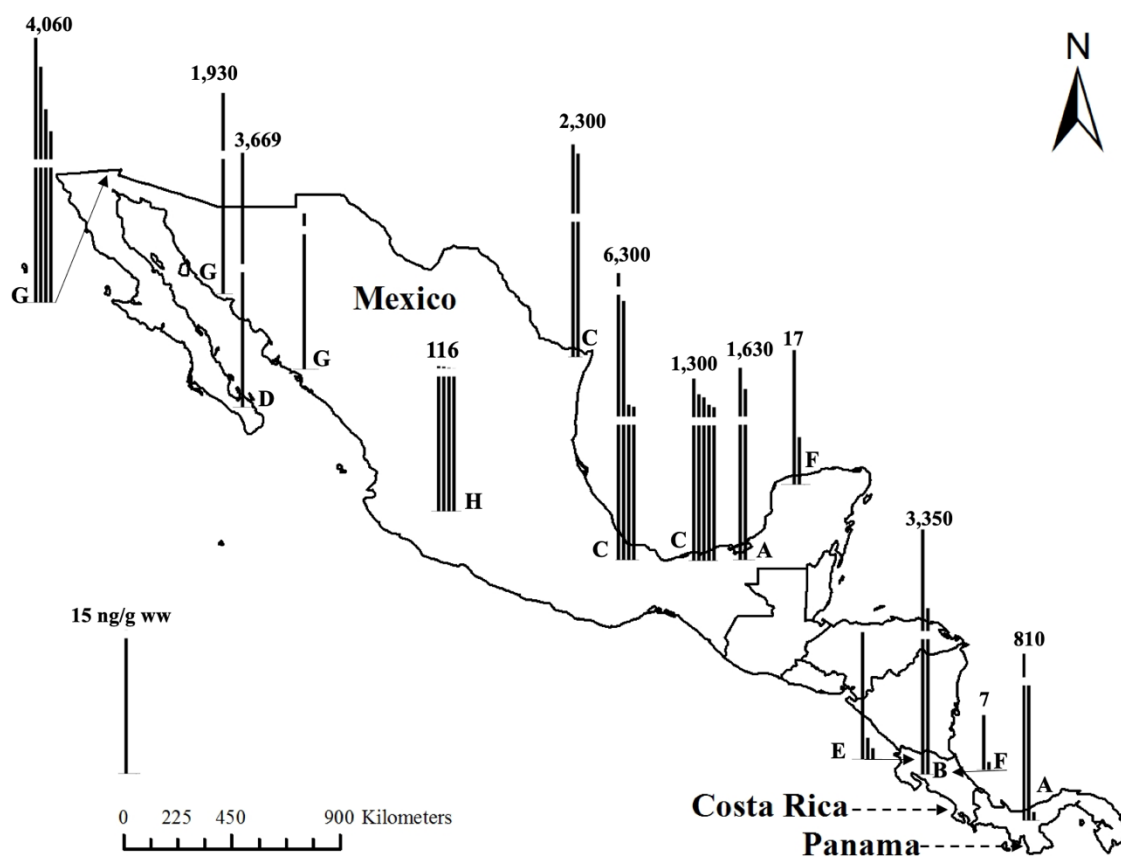 4,060
N
1,930
3,669
2,300
6,300
G
G
Mexico
C
116
1,300
1,630
17
G
D
F
H
3,350
C
C
A
15 ng/g ww
810
7
E
B
F
A
Costa Rica
0 225 450 900 Kilometers
Panama